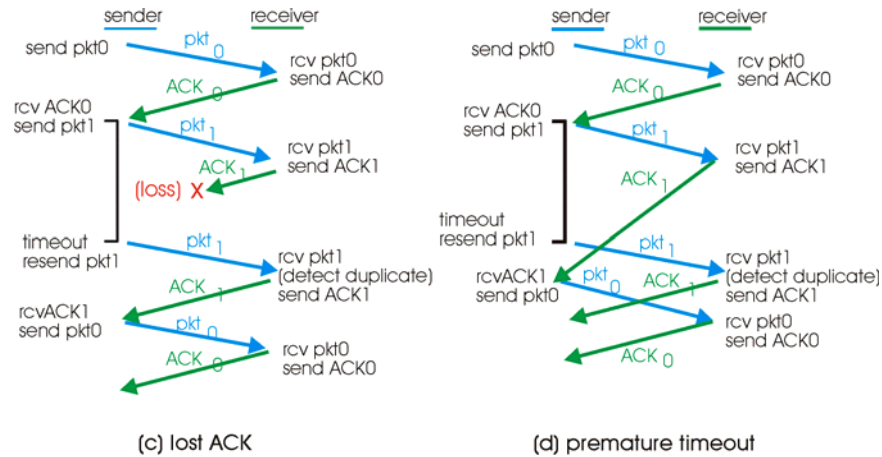 sender
receiver
send pkt0
pkt 0
rcv pkt0
send ACK0
ACK 0
rcv ACK0
send pkt1
pkt 1
rcv pkt1
send ACK1
ACK 1
(loss) X
timeout
resend pkt1
pkt 1
rcv pkt1
(detect duplicate)
send ACK1
ACK 1
rcvACK1
send pkt0
pkt 0
rcv pkt0
send ACK0
ACK 0
(c) lost ACK
sender
receiver
send pkt0
pkt 0
rcv pkt0
send ACK0
ACK 0
rcv ACK0
send pkt1
pkt 1
rcv pkt1
send ACK1
ACK 1
timeout
resend pkt1
pkt 1
rcv pkt1
(detect duplicate)
send ACK1
rcvACK1
send pkt0
pkt 0
ACK 1
rcv pkt0
send ACK0
ACK 0
(d) premature timeout